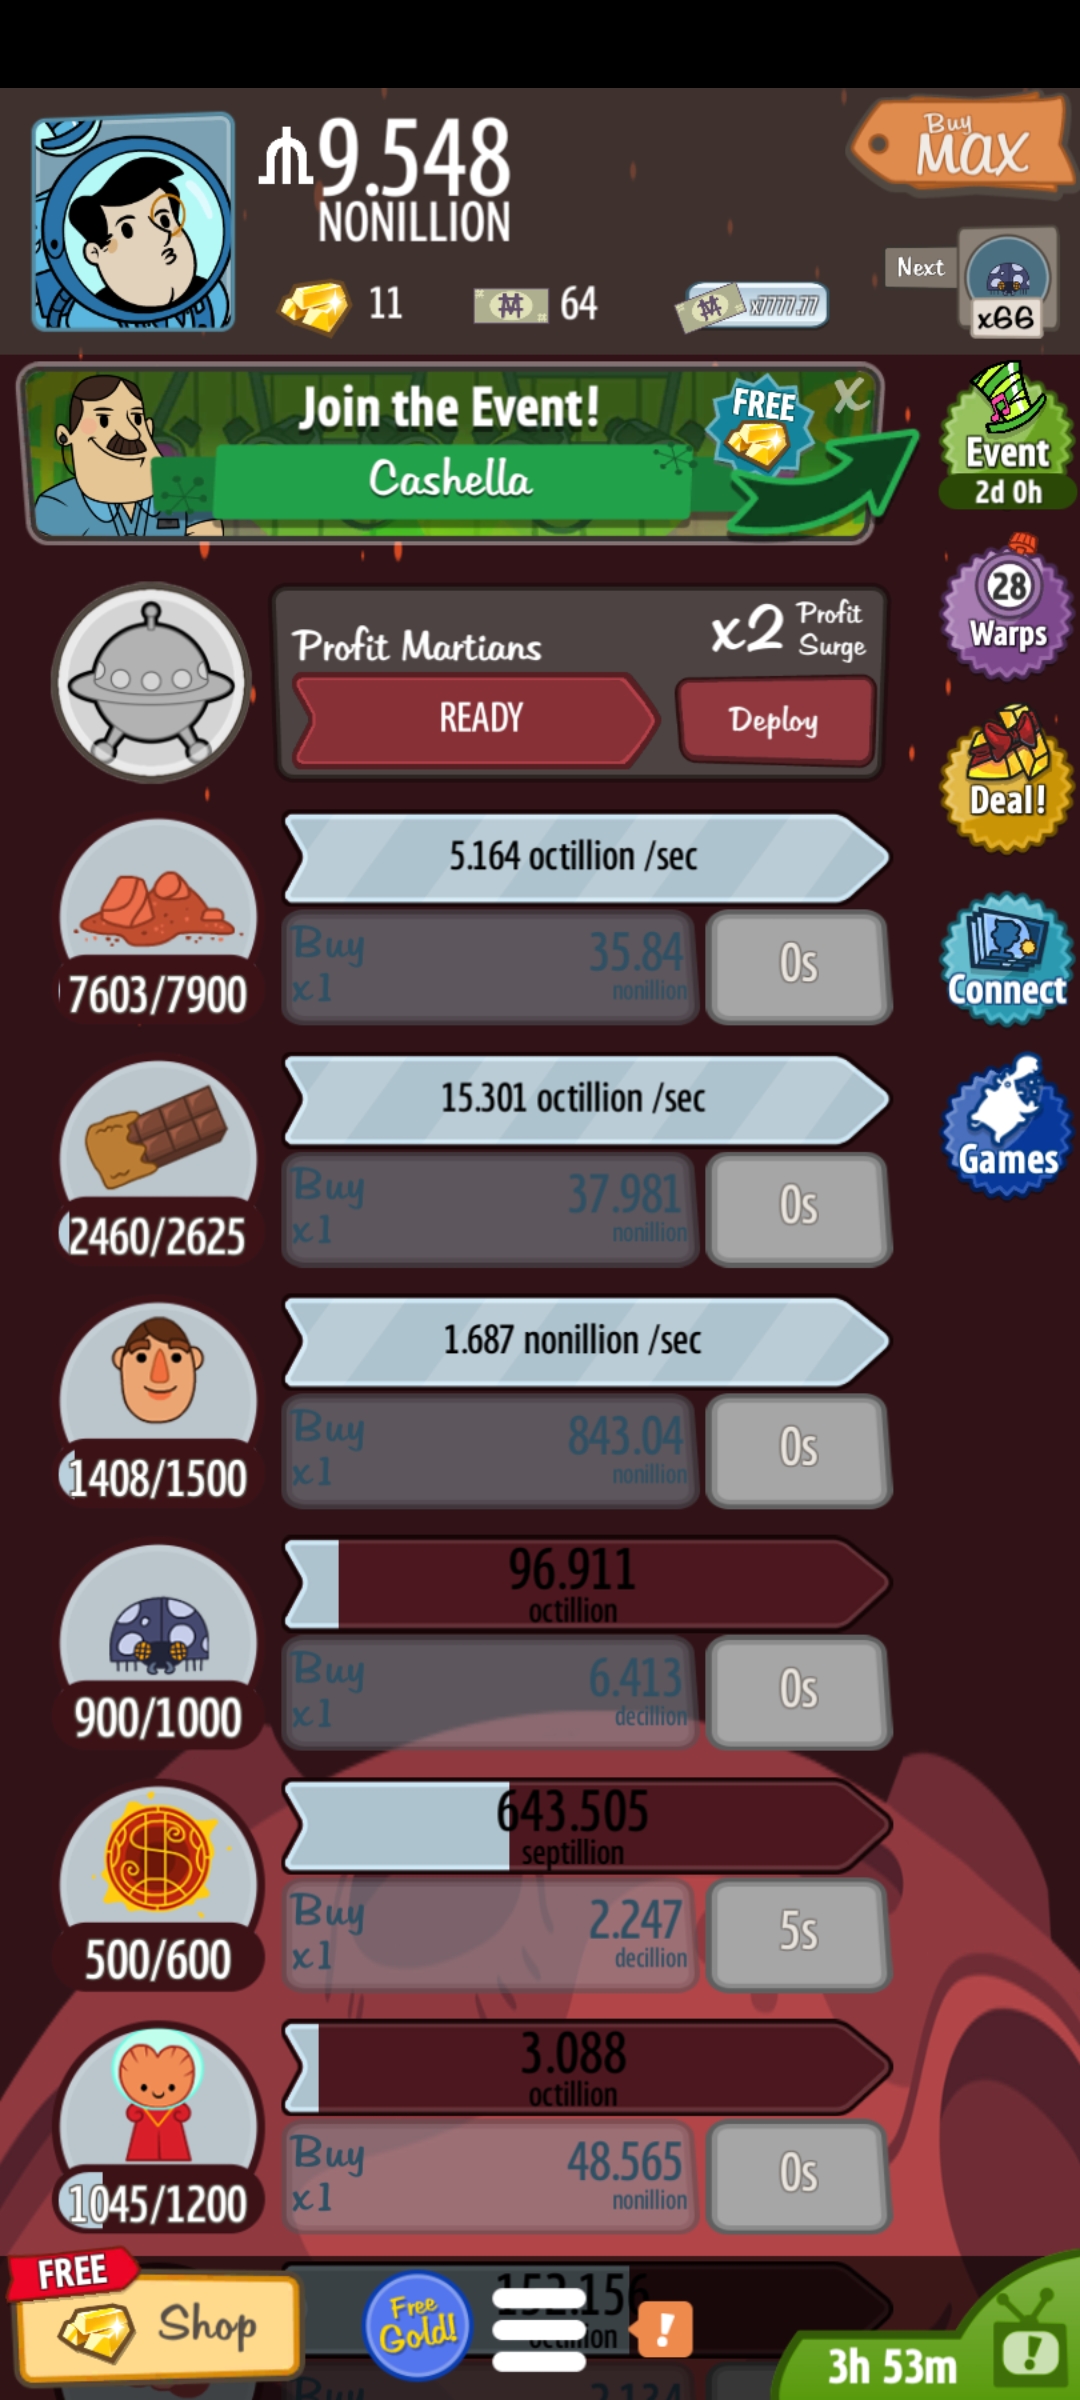 9.548
NONILLION
Buy
Max
11
64
x7777.77
Next
x66
Join the Event!
FREE
X
Cashella
Event
2d 0h
28
Warps
Profit Martians
x2 Profit
Surge
READY
Deploy
Deal!
5.164 octillion /sec
Buy
x1
35.84
nonillion
0s
7603/7900
Connect
15.301 octillion /sec
Buy
x1
37.981
nonillion
0s
2460/2625
Games
1.687 nonillion /sec
Buy
x1
843.04
nonillion
0s
1408/1500
96.911
octillion
Buy
x1
6.413
decillion
0s
900/1000
643.505
septillion
Buy
x1
2.247
decillion
5s
500/600
3.088
octillion
Buy
x1
48.565
nonillion
0s
1045/1200
FREE
Shop
Free
Gold!
!
3h 53m
!